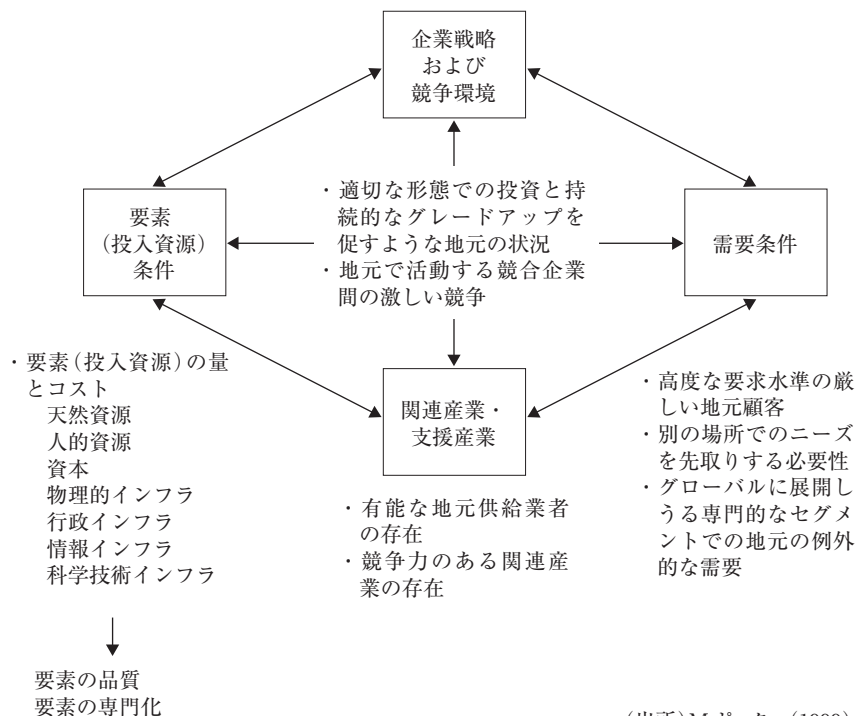 企業戦略
および
競争環境
・適切な形態での投資と持
続的なグレードアップを
促すような地元の状況
・地元で活動する競合企業
間の激しい競争
要素
（投入資源）
条件
需要条件
・要素（投入資源）の量
とコスト
天然資源
人的資源
資本
物理的インフラ
行政インフラ
情報インフラ
科学技術インフラ
要素の品質
要素の専門化
関連産業・
支援産業
・有能な地元供給業者
の存在
・競争力のある関連産
業の存在
・高度な要求水準の厳
しい地元顧客
・別の場所でのニーズ
を先取りする必要性
・グローバルに展開し
うる専門的なセグメ
ントでの地元の例外
的な需要